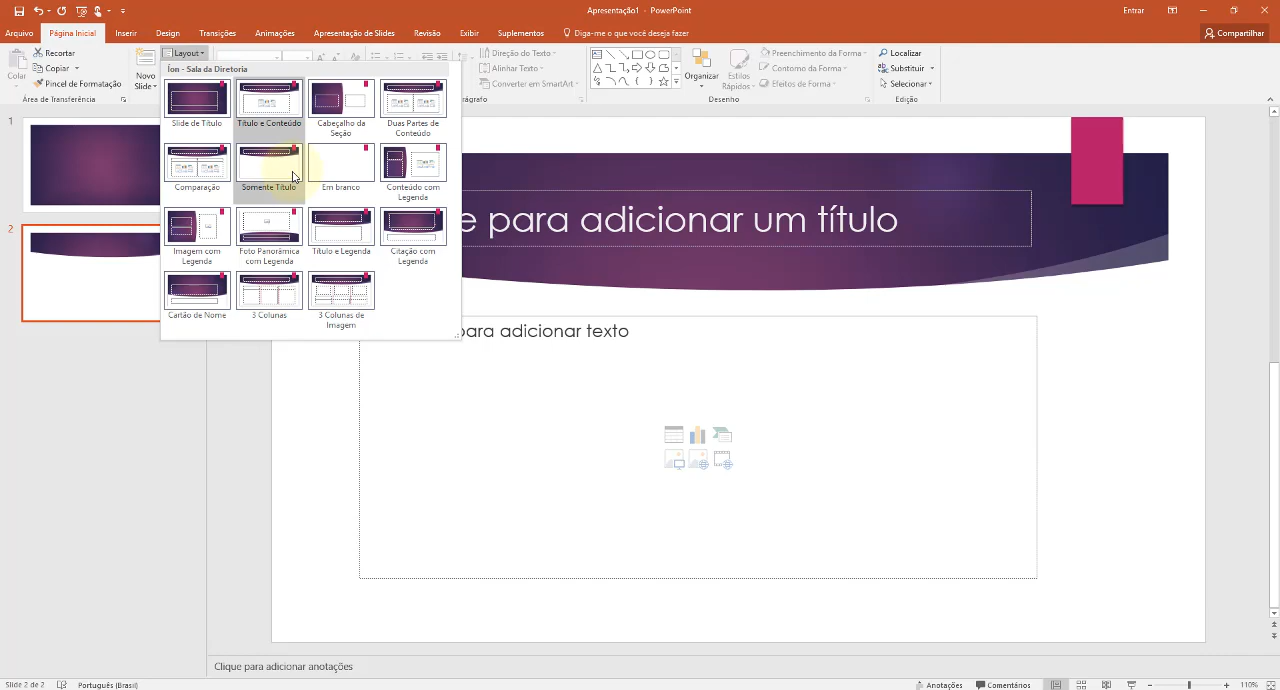 Apresentação1 - PowerPoint
Entrar
Arquivo
Página Inicial
Inserir
Design
Transições
Animações
Apresentação de Slides
Revisão
Exibir
Suplementos
Diga-me o que você deseja fazer
Compartilhar
Colar
Recortar
Copiar
Pincel de Formatação
Área de Transferência
Novo
Slide
Layout
Direção do Texto
Alinhar Texto
Converter em SmartArt
Organizar
Estilos
Rápidos
Preenchimento da Forma
Contorno da Forma
Efeitos de Forma
Desenho
Localizar
Substituir
Selecionar
Edição
Íon - Sala da Diretoria
Slide de Título
Título e Conteúdo
Cabeçalho da
Seção
Duas Partes de
Conteúdo
Comparação
Somente Título
Em branco
Conteúdo com
Legenda
Imagem com
Legenda
Foto Panorâmica
com Legenda
Título e Legenda
Citação com
Legenda
Cartão de Nome
3 Colunas
3 Colunas de
Imagem
1
2
e para adicionar um título
para adicionar texto
Clique para adicionar anotações
Slide 2 de 2
Português (Brasil)
Anotações
Comentários
110%